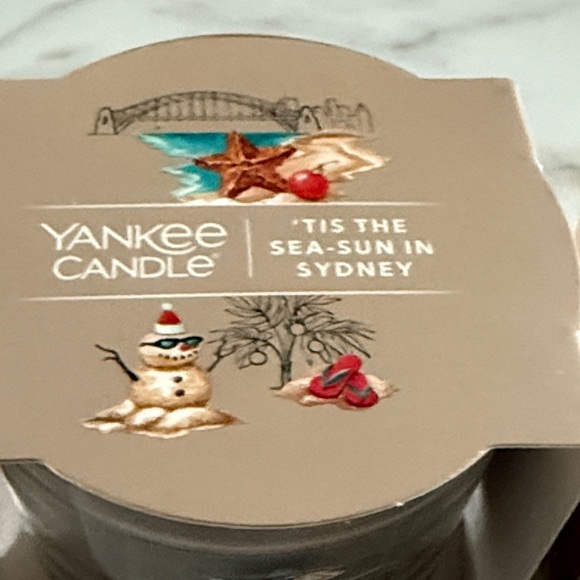 YANKEE
CANDLE®
'TIS THE
SEA-SUN IN
SYDNEY